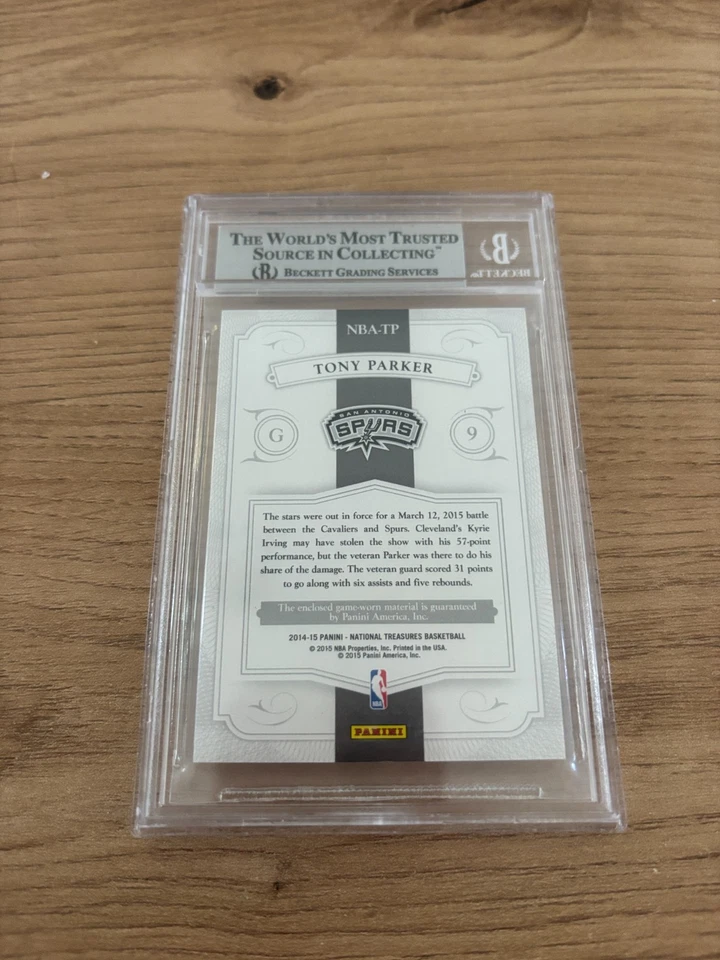 THE WORLD'S MOST TRUSTED
SOURCE IN COLLECTING™
B BECKETT GRADING SERVICES
B
BECKETT
NBA-TP
TONY PARKER
G
SAN ANTONIO
SPURS
9
The stars were out in force for a March 12, 2015 battle
between the Cavaliers and Spurs. Cleveland's Kyrie
Irving may have stolen the show with his 57-point
performance, but the veteran Parker was there to do his
share of the damage. The veteran guard scored 31 points
to go along with six assists and five rebounds.
The enclosed game-worn material is guaranteed
by Panini America, Inc.
2014-15 PANINI - NATIONAL TREASURES BASKETBALL
© 2015 NBA Properties, Inc. Printed in the USA.
© 2015 Panini America, Inc.
NBA
PANINI